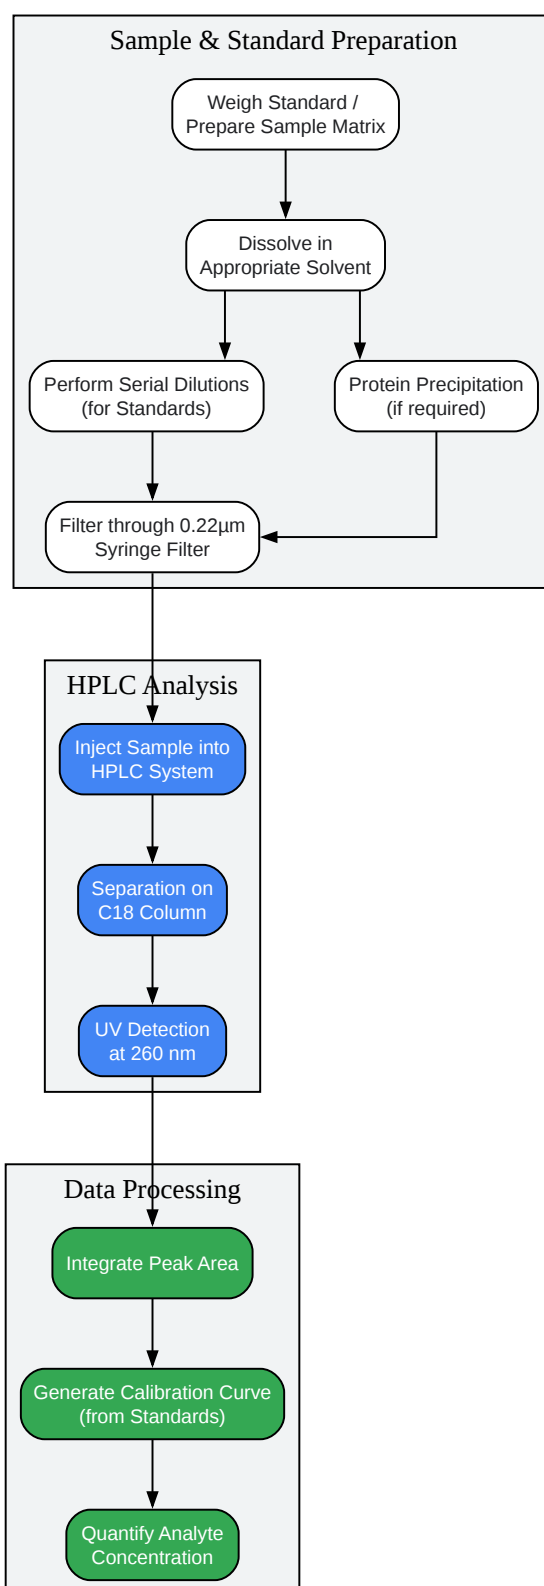 Sample & Standard Preparation
Weigh Standard /
Prepare Sample Matrix
Dissolve in
Appropriate Solvent
Perform Serial Dilutions
(for Standards)
Protein Precipitation
(if required)
Filter through 0.22µm
Syringe Filter
HPLC Analysis
Inject Sample into
HPLC System
Separation on
C18 Column
UV Detection
at 260 nm
Data Processing
Integrate Peak Area
Generate Calibration Curve
(from Standards)
Quantify Analyte
Concentration